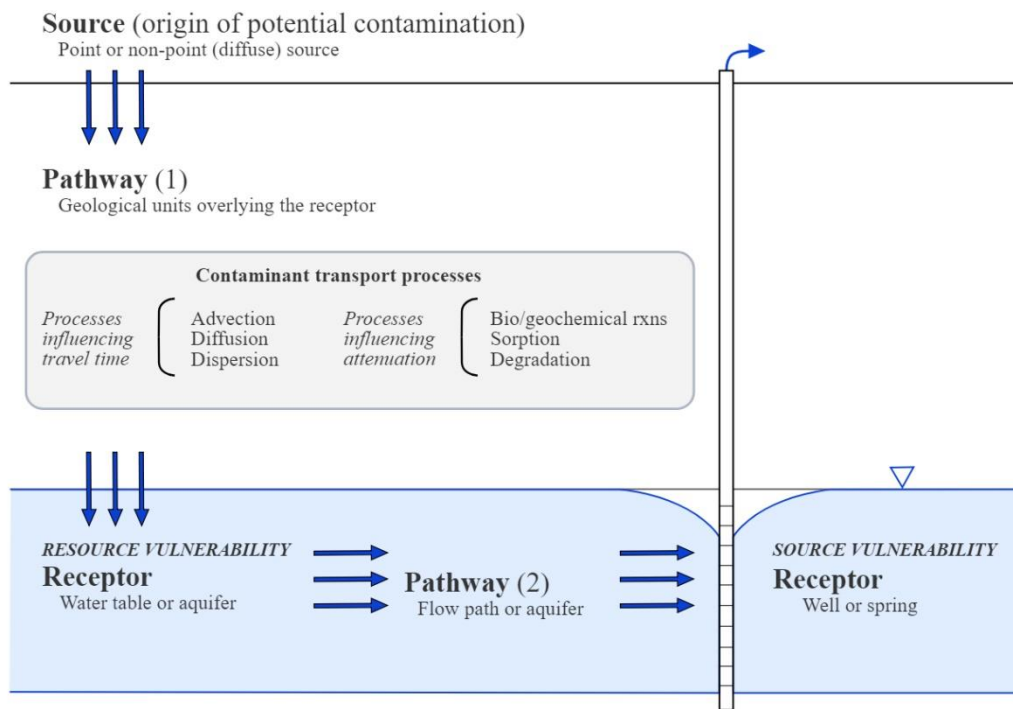 Source (origin of potential contamination)
Point or non-point (diffuse) source
Pathway (1)
Geological units overlying the receptor
Contaminant transport processes
Processes
influencing
travel time
Advection
Diffusion
Dispersion
Processes
influencing
attenuation
Bio/geochemical rxns
Sorption
Degradation
RESOURCE VULNERABILITY
Receptor
Water table or aquifer
Pathway (2)
Flow path or aquifer
SOURCE VULNERABILITY
Receptor
Well or spring